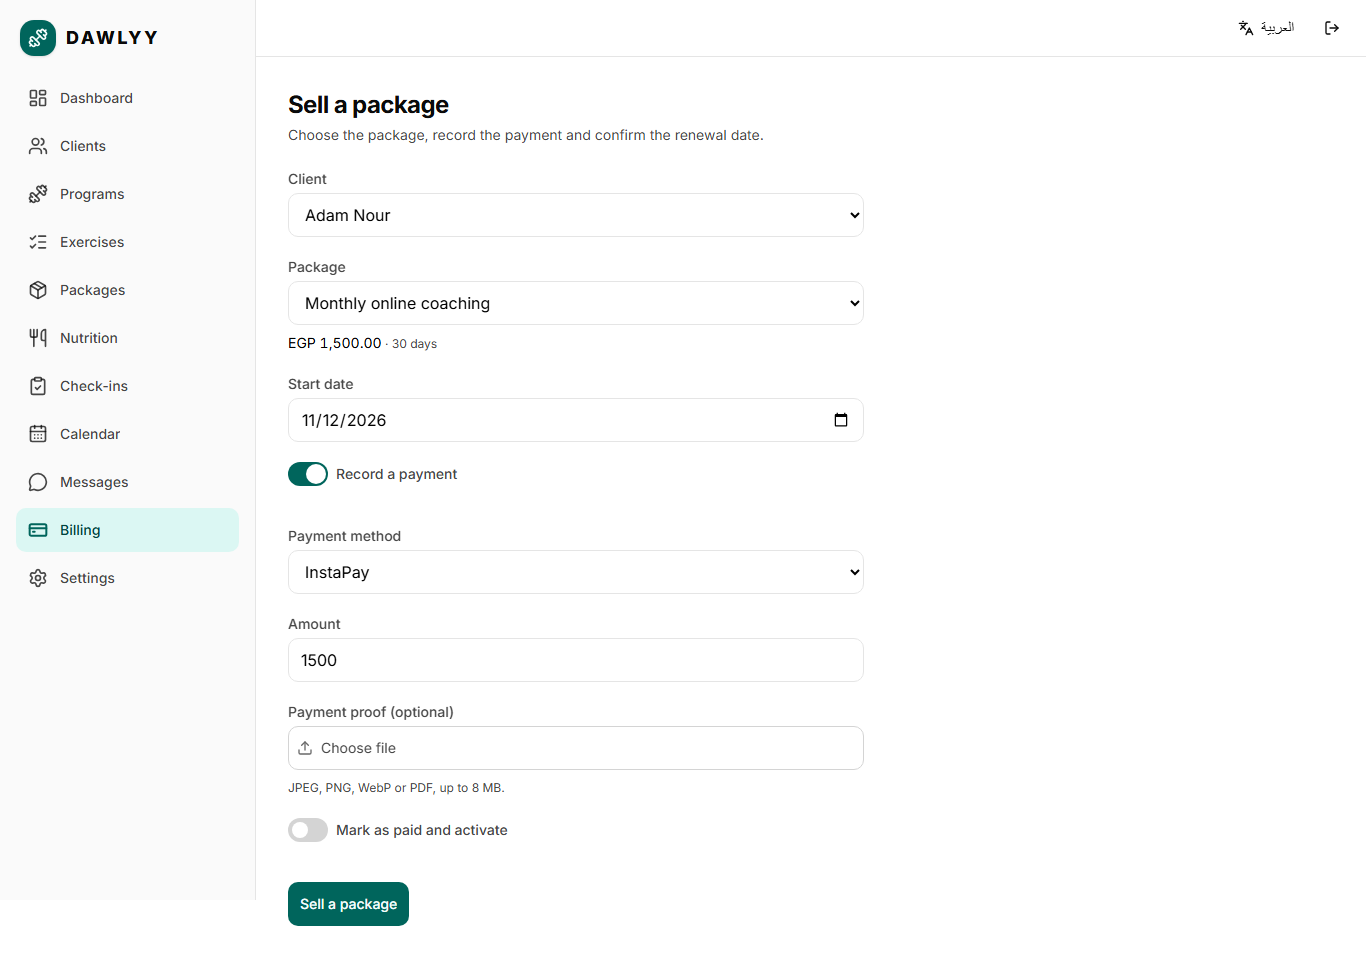 DAWLYY
العربية
Dashboard
Clients
Programs
Exercises
Packages
Nutrition
Check-ins
Calendar
Messages
Billing
Settings
Sell a package
Choose the package, record the payment and confirm the renewal date.
Client
Adam Nour
Package
Monthly online coaching
EGP 1,500.00 · 30 days
Start date
11/12/2026
Record a payment
Payment method
InstaPay
Amount
1500
Payment proof (optional)
Choose file
JPEG, PNG, WebP or PDF, up to 8 MB.
Mark as paid and activate
Sell a package